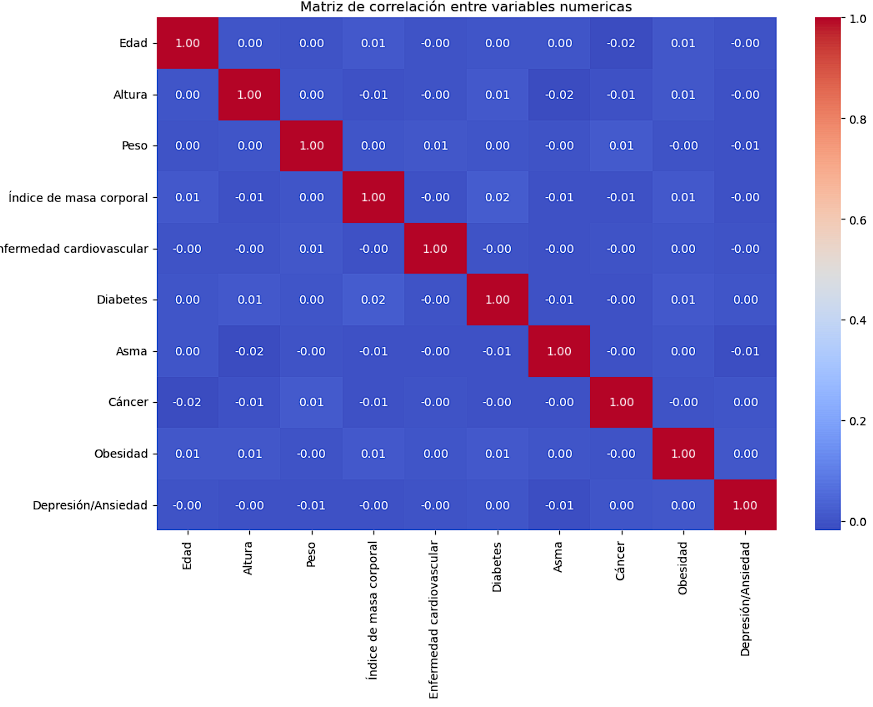 Matriz de correlación entre variables numericas
Edad 1.00 0.00 0.00 0.01 -0.00 0.00 0.00 -0.02 0.01 -0.00
Altura 0.00 1.00 0.00 -0.01 -0.00 0.01 -0.02 -0.01 0.01 -0.00
Peso 0.00 0.00 1.00 0.00 0.01 0.00 -0.00 0.01 -0.00 -0.01
Índice de masa corporal 0.01 -0.01 0.00 1.00 -0.00 0.02 -0.01 -0.01 0.01 -0.00
nfermedad cardiovascular -0.00 -0.00 0.01 -0.00 1.00 -0.00 -0.00 -0.00 0.00 -0.00
Diabetes 0.00 0.01 0.00 0.02 -0.00 1.00 -0.01 -0.00 0.01 0.00
Asma 0.00 -0.02 -0.00 -0.01 -0.00 -0.01 1.00 -0.00 0.00 -0.01
Cáncer -0.02 -0.01 0.01 -0.01 -0.00 -0.00 -0.00 1.00 -0.00 0.00
Obesidad 0.01 0.01 -0.00 0.01 0.00 0.01 0.00 -0.00 1.00 0.00
Depresión/Ansiedad -0.00 -0.00 -0.01 -0.00 -0.00 0.00 -0.01 0.00 0.00 1.00
Edad
Altura
Peso
Índice de masa corporal
Enfermedad cardiovascular
Diabetes
Asma
Cáncer
Obesidad
Depresión/Ansiedad
1.0
0.8
0.6
0.4
0.2
0.0